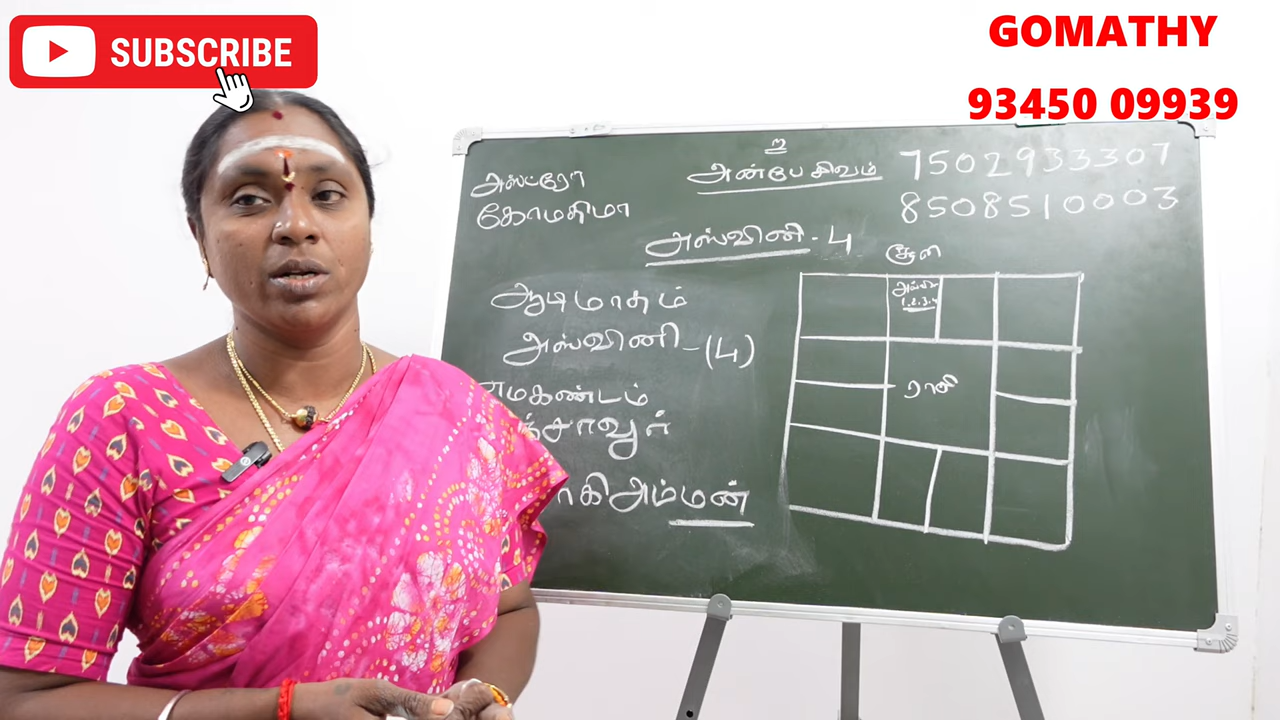 SUBSCRIBE
GOMATHY
93450 09939
உ
அஸ்ட்ரோ
கோமதிமா
அன்பே சிவம்
7502933307
8508510003
அஸ்வினி - 4
ஆடிமாதம்
அஸ்வினி - (4)
எமகண்டம்
ஞ்சாவூர்
அம்மன்
1.2.3.4
ராசி